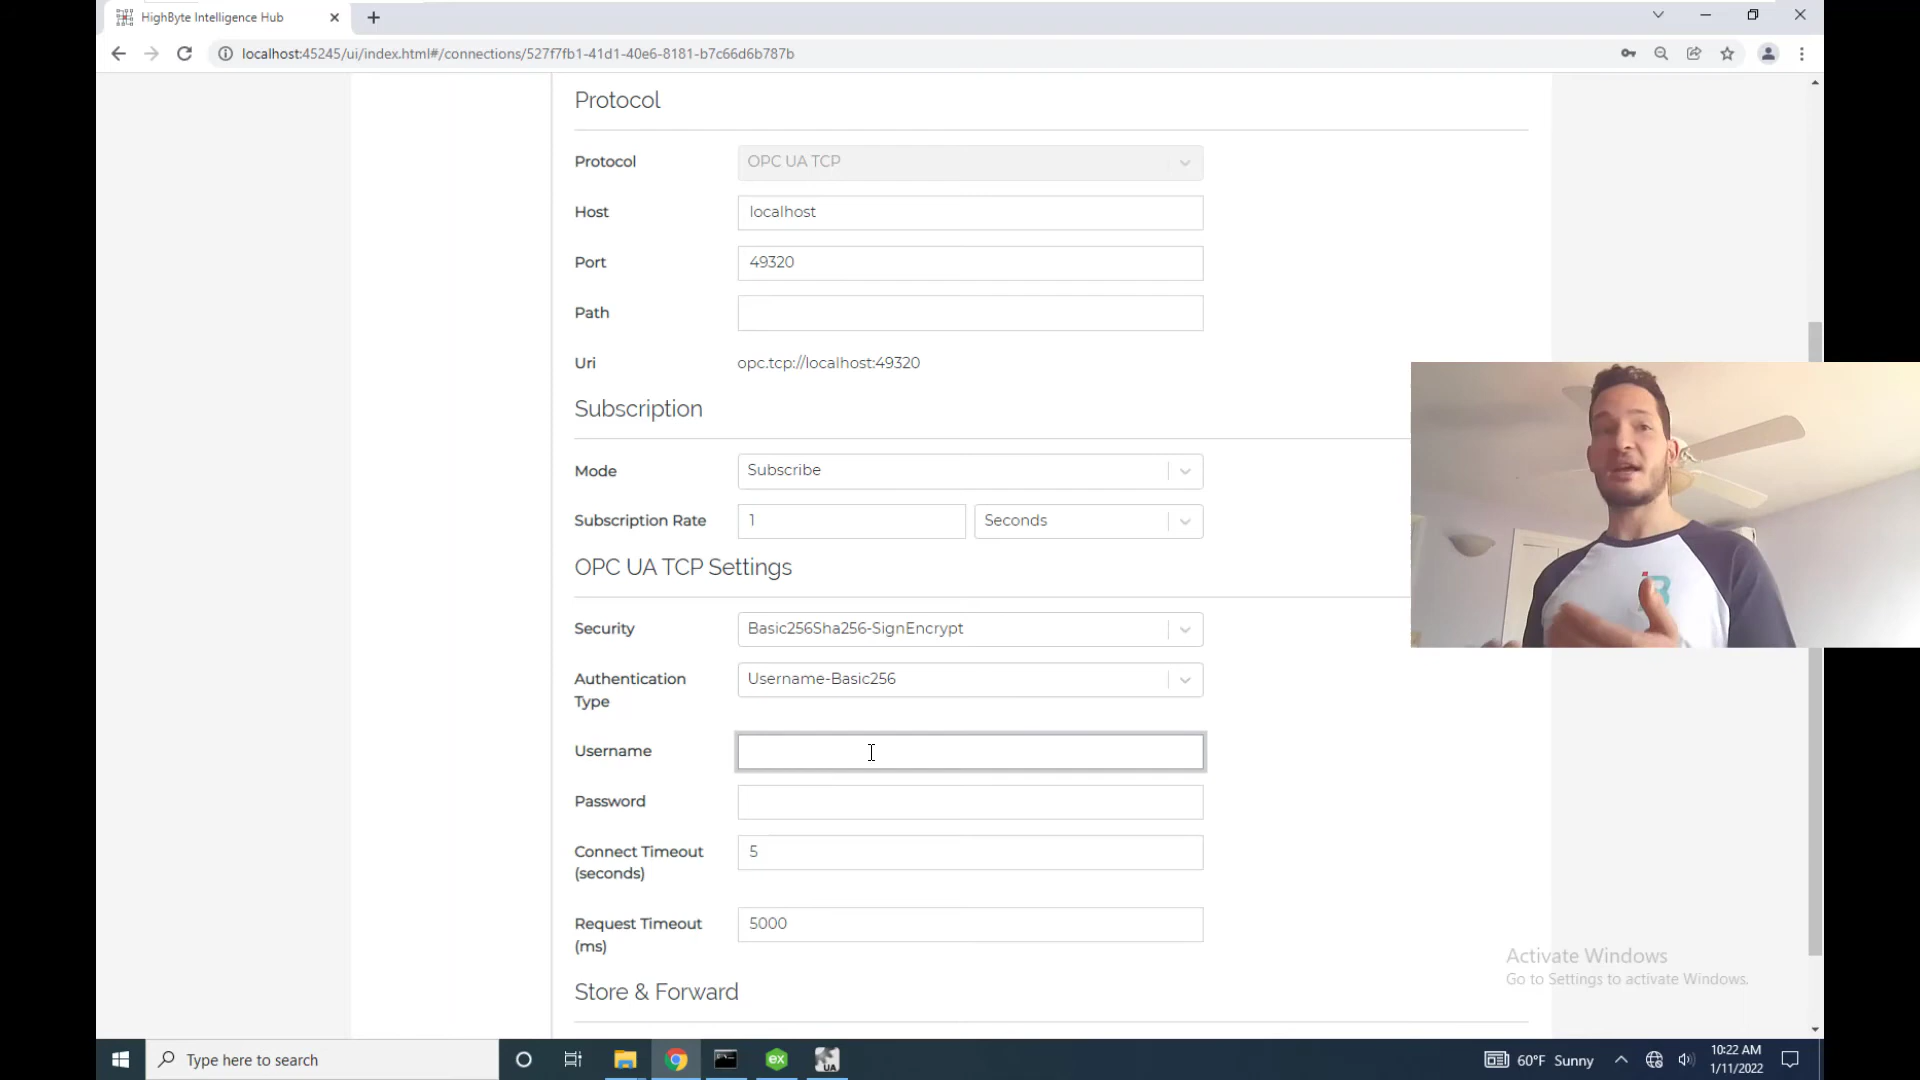 HighByte Intelligence Hub
localhost:45245/ui/index.html#/connections/527f7fb1-41d1-40e6-8181-b7c66d6b787b
Protocol
Protocol OPC UA TCP
Host localhost
Port 49320
Path
Uri opc.tcp://localhost:49320
Subscription
Mode Subscribe
Subscription Rate 1 Seconds
OPC UA TCP Settings
Security Basic256Sha256-SignEncrypt
Authentication Username-Basic256
Type
Username
Password
Connect Timeout 5
(seconds)
Request Timeout 5000
(ms)
Activate Windows
Go to Settings to activate Windows.
Store & Forward
Type here to search
ex
UA
60°F Sunny
10:22 AM
1/11/2022